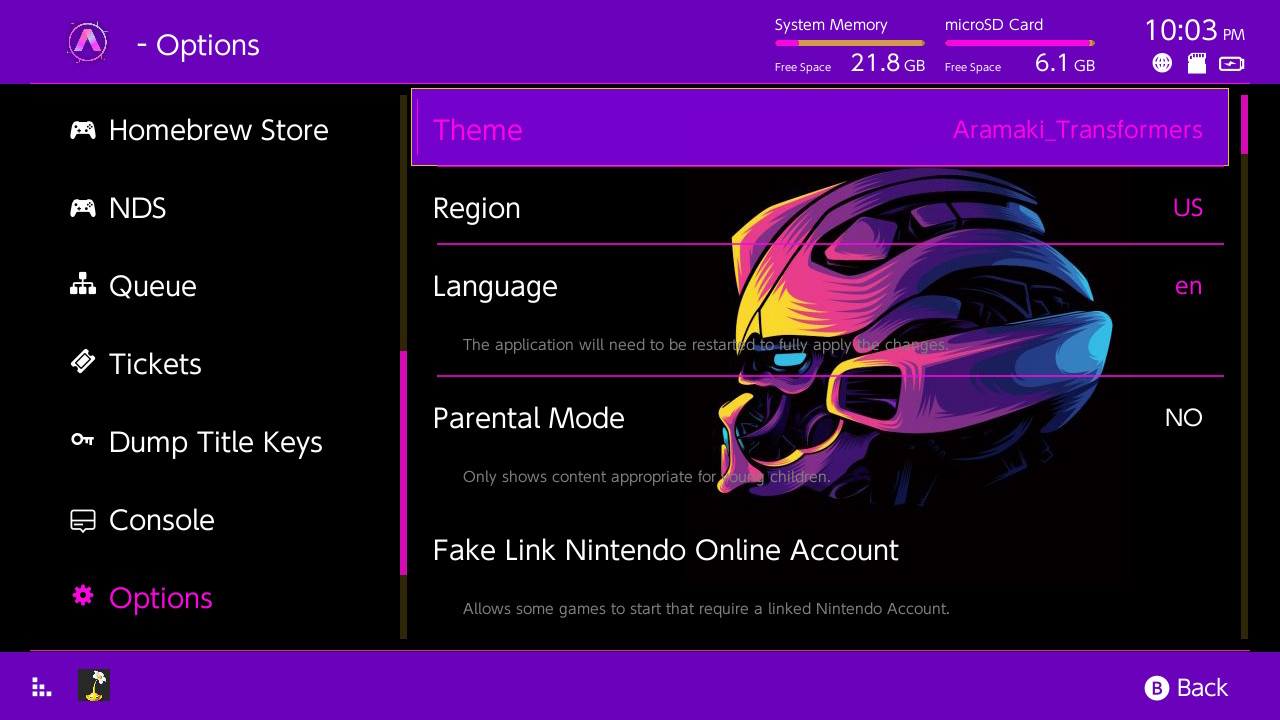 - Options
System Memory
Free Space 21.8 GB
microSD Card
Free Space 6.1 GB
10:03 PM
Homebrew Store
NDS
Queue
Tickets
Dump Title Keys
Console
Options
Theme Aramaki_Transformers
Region US
Language en
The application will need to be restarted to fully apply the changes.
Parental Mode NO
Only shows content appropriate for young children.
Fake Link Nintendo Online Account
Allows some games to start that require a linked Nintendo Account.
B Back